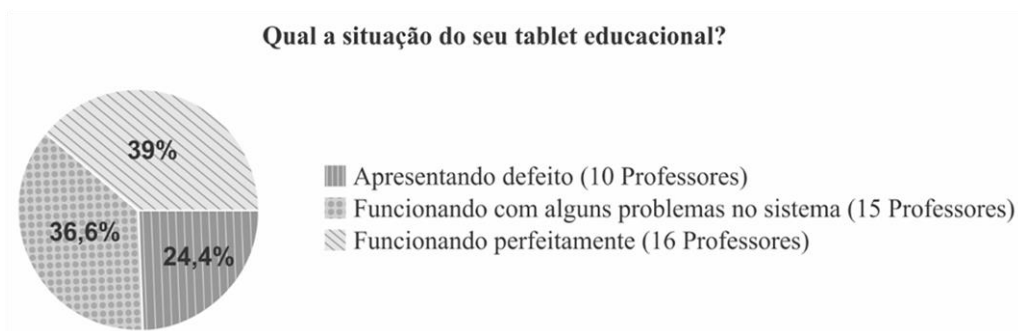 Qual a situação do seu tablet educacional?
39%
36,6%
24,4%
Apresentando defeito (10 Professores)
Funcionando com alguns problemas no sistema (15 Professores)
Funcionando perfeitamente (16 Professores)